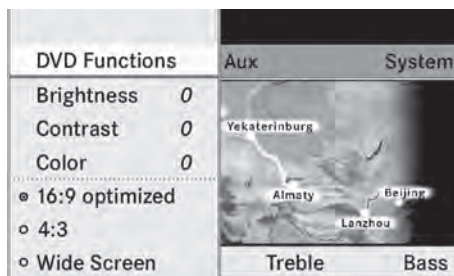 DVD Functions Aux System
Brightness 0
Contrast 0
Color 0
16:9 optimized
4:3
Wide Screen
Yekaterinburg
Almaty
Beijing
Lanzhou
Treble Bass